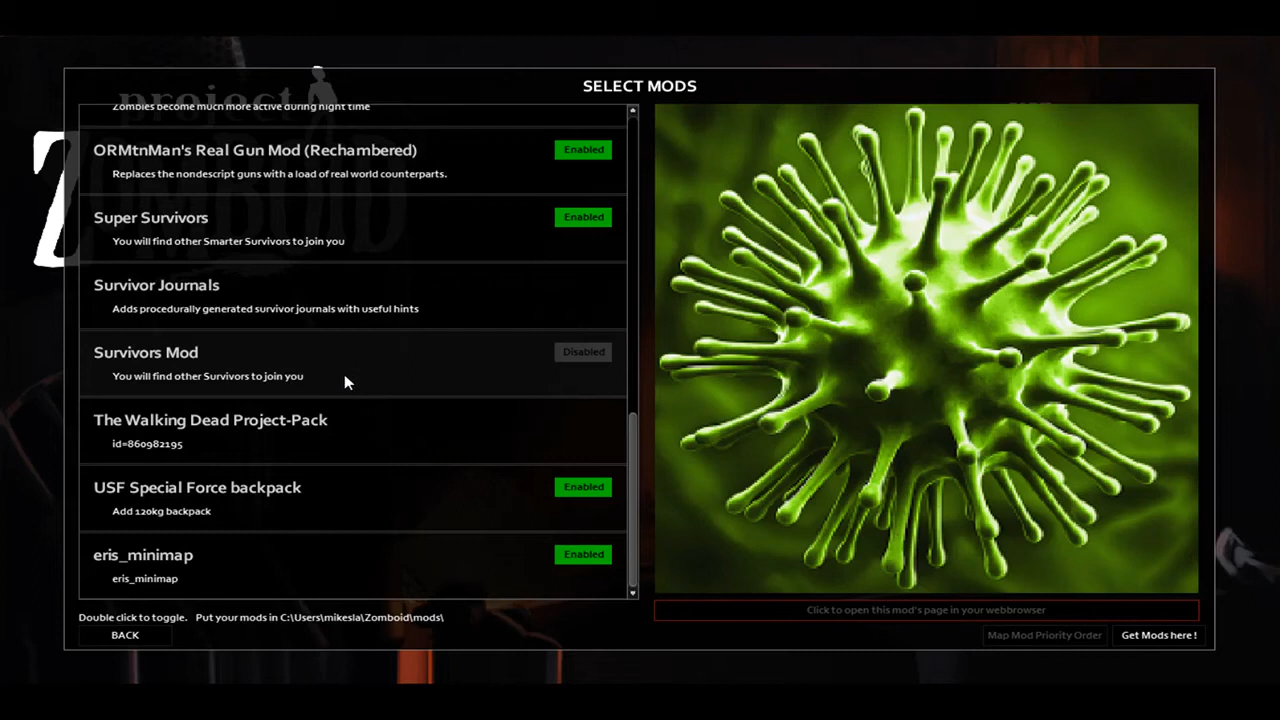 SELECT MODS
project
ZOMBOID
Zombies become much more active during night time
ORMtnMan's Real Gun Mod (Rechambered)
Enabled
Replaces the nondescript guns with a load of real world counterparts.
Super Survivors
Enabled
You will find other Smarter Survivors to join you
Survivor Journals
Adds procedurally generated survivor journals with useful hints
Survivors Mod
Disabled
You will find other Survivors to join you
The Walking Dead Project-Pack
id=860982195
USF Special Force backpack
Enabled
Add 120kg backpack
eris_minimap
Enabled
eris_minimap
Click to open this mod's page in your webbrowser
Double click to toggle. Put your mods in C:\Users\mikesla\Zomboid\mods\
BACK
Map Mod Priority Order
Get Mods here !